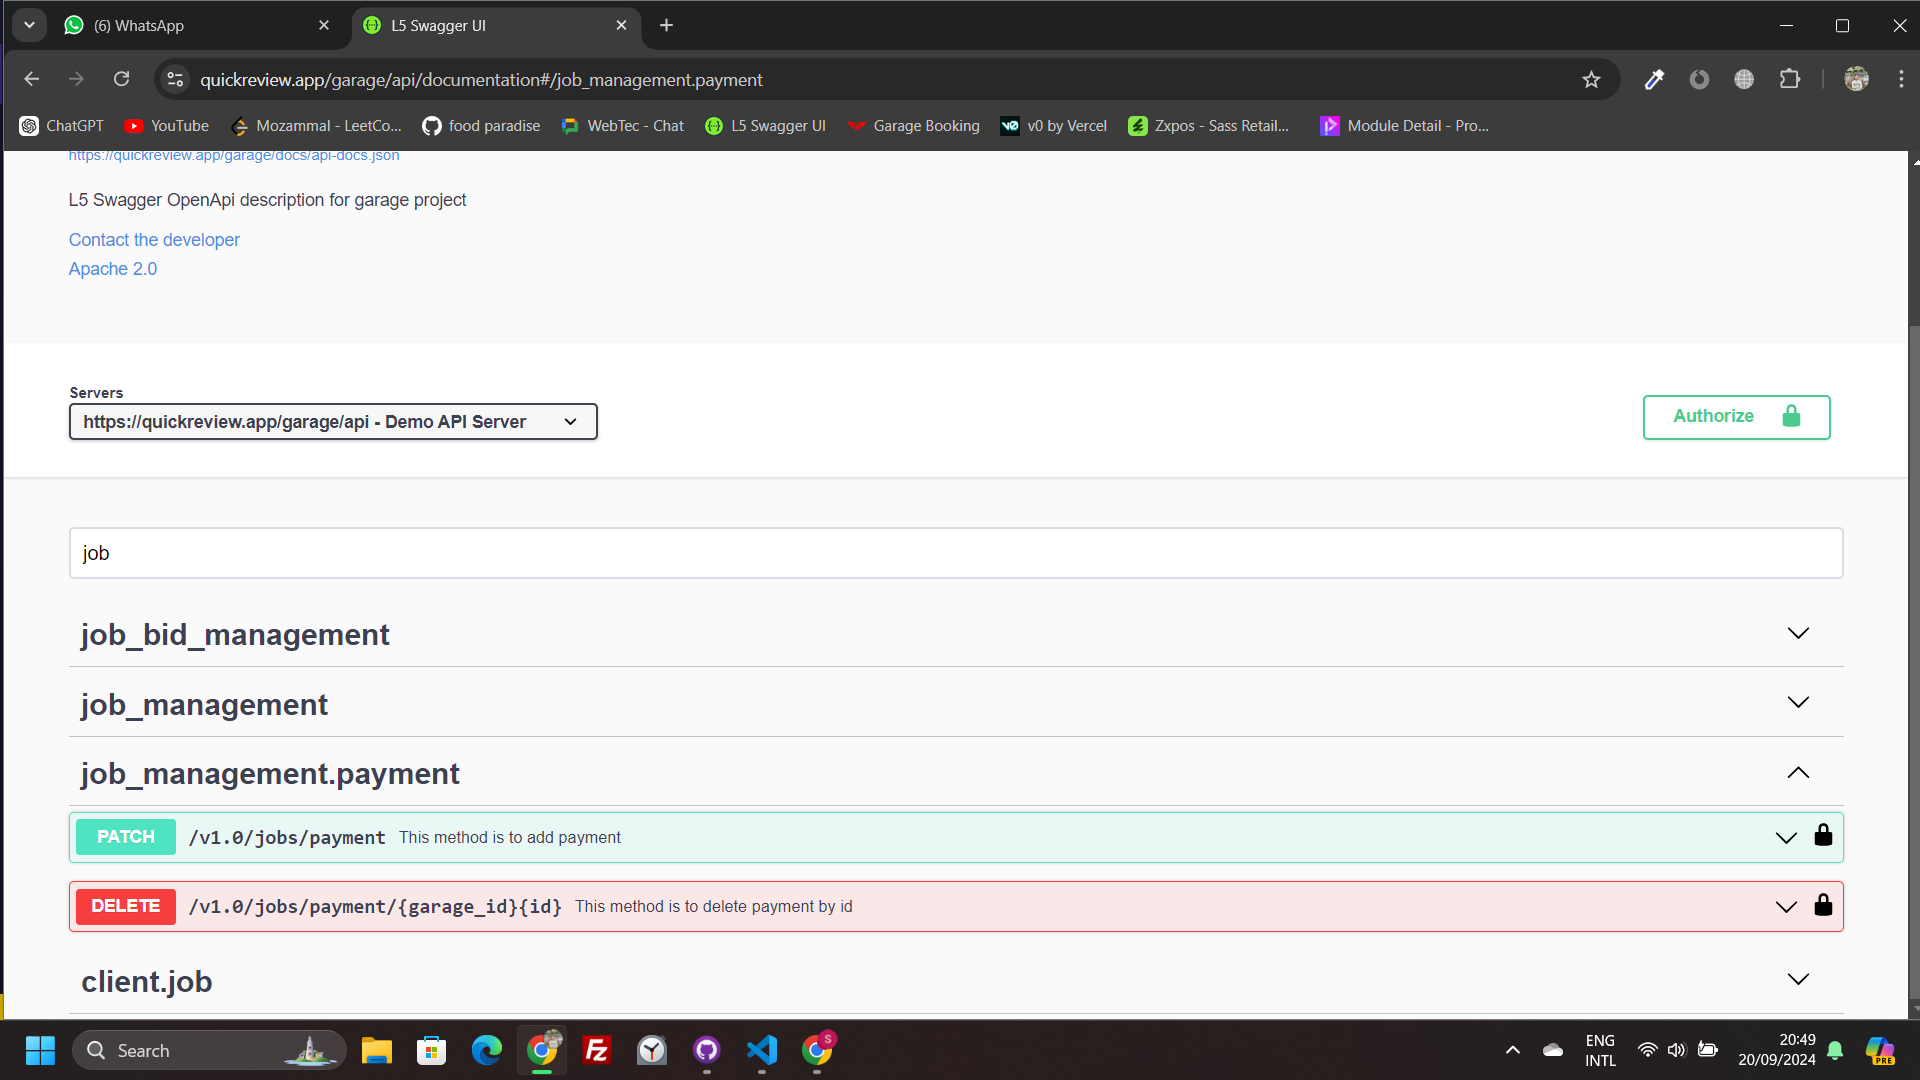 (6) WhatsApp
L5 Swagger UI
quickreview.app/garage/api/documentation#/job_management.payment
ChatGPT
YouTube
Mozammal - LeetCo...
food paradise
WebTec - Chat
L5 Swagger UI
Garage Booking
v0 by Vercel
Zxpos - Sass Retail...
Module Detail - Pro...
https://quickreview.app/garage/docs/api-docs.json
L5 Swagger OpenApi description for garage project
Contact the developer
Apache 2.0
Servers
https://quickreview.app/garage/api - Demo API Server
Authorize
job
job_bid_management
job_management
job_management.payment
PATCH /v1.0/jobs/payment This method is to add payment
DELETE /v1.0/jobs/payment/{garage_id}{id} This method is to delete payment by id
client.job
Search
S
ENG
INTL
20:49
20/09/2024
PRE